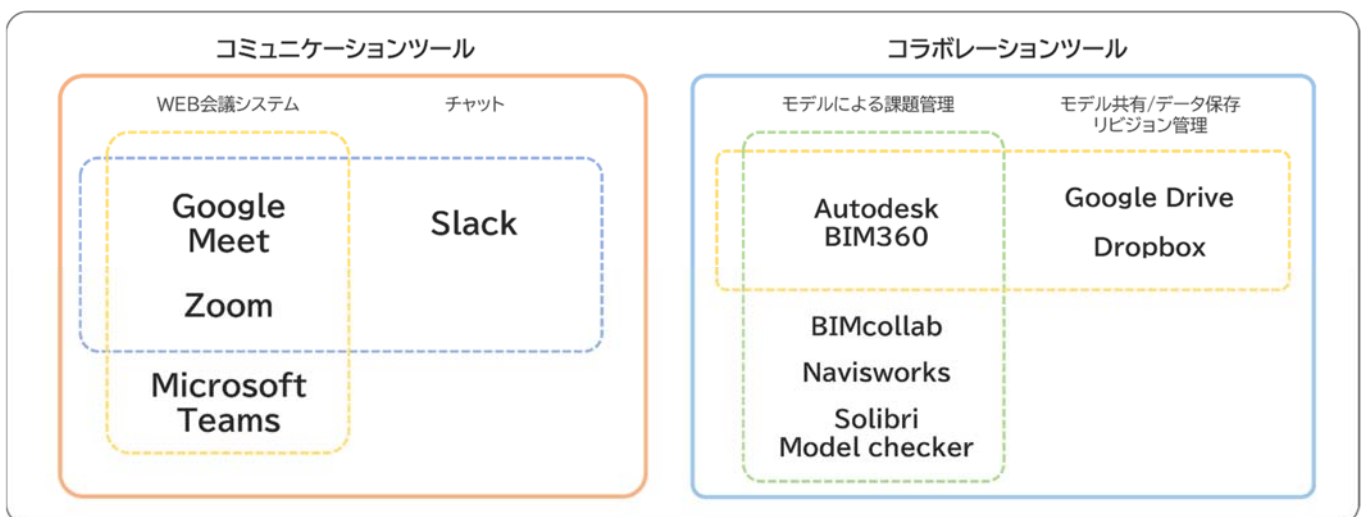 コミュニケーションツール
WEB会議システム
チャット
Google
Meet
Slack
Zoom
Microsoft
Teams
コラボレーションツール
モデルによる課題管理
モデル共有/データ保存
リビジョン管理
Autodesk
BIM360
Google Drive
Dropbox
BIMcollab
Navisworks
Solibri
Model checker